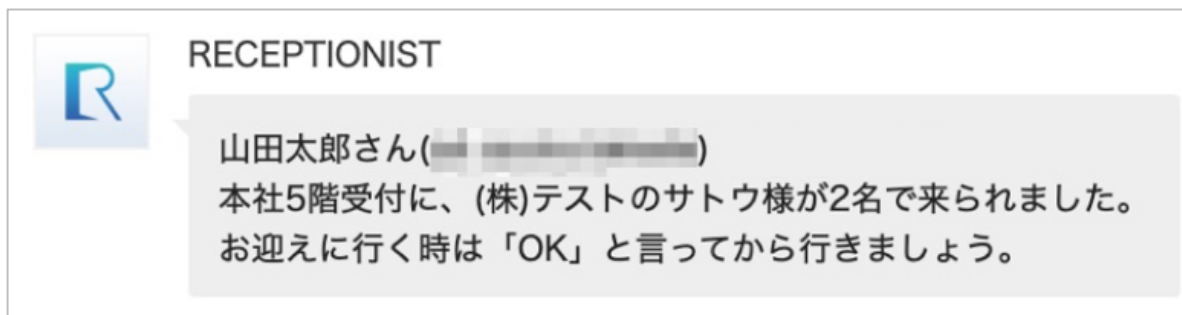 RECEPTIONIST
山田太郎さん()
本社5階受付に、(株)テストのサトウ様が2名で来られました。
お迎えに行く時は「OK」と言ってから行きましょう。